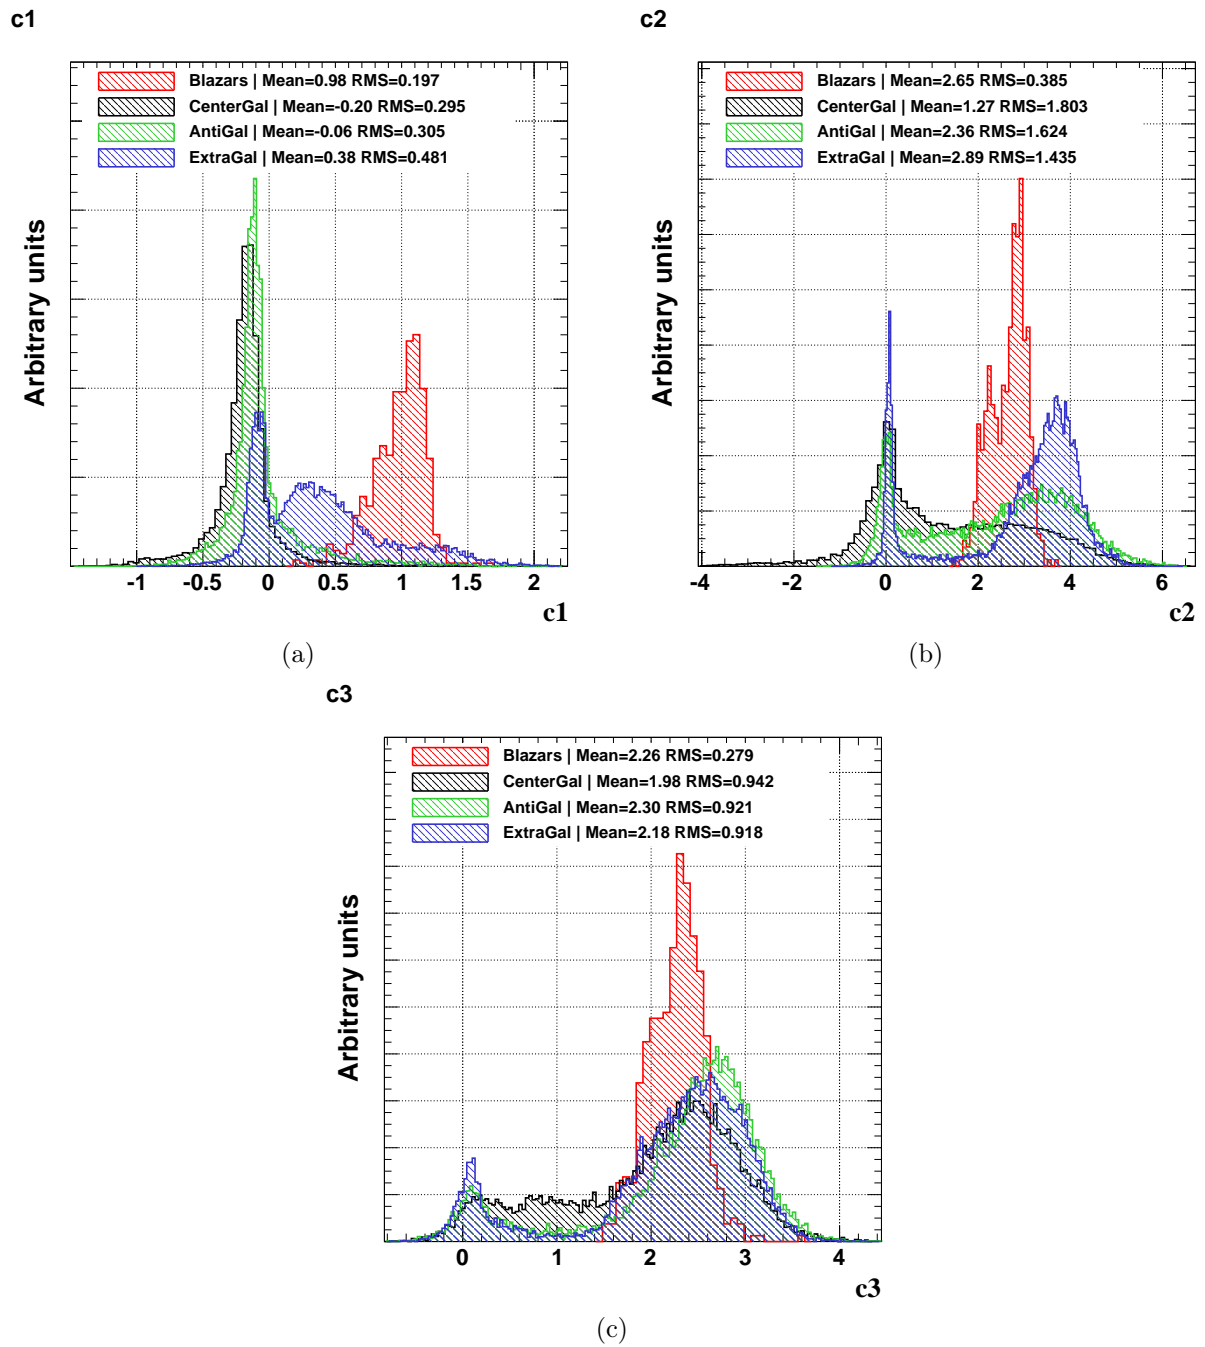 c1
Blazars | Mean=0.98 RMS=0.197
CenterGal | Mean=-0.20 RMS=0.295
AntiGal | Mean=-0.06 RMS=0.305
ExtraGal | Mean=0.38 RMS=0.481
Arbitrary units
-1 -0.5 0 0.5 1 1.5 2
c1
(a)
c2
Blazars | Mean=2.65 RMS=0.385
CenterGal | Mean=1.27 RMS=1.803
AntiGal | Mean=2.36 RMS=1.624
ExtraGal | Mean=2.89 RMS=1.435
Arbitrary units
-4 -2 0 2 4 6
c2
(b)
c3
Blazars | Mean=2.26 RMS=0.279
CenterGal | Mean=1.98 RMS=0.942
AntiGal | Mean=2.30 RMS=0.921
ExtraGal | Mean=2.18 RMS=0.918
Arbitrary units
0 1 2 3 4
c3
(c)